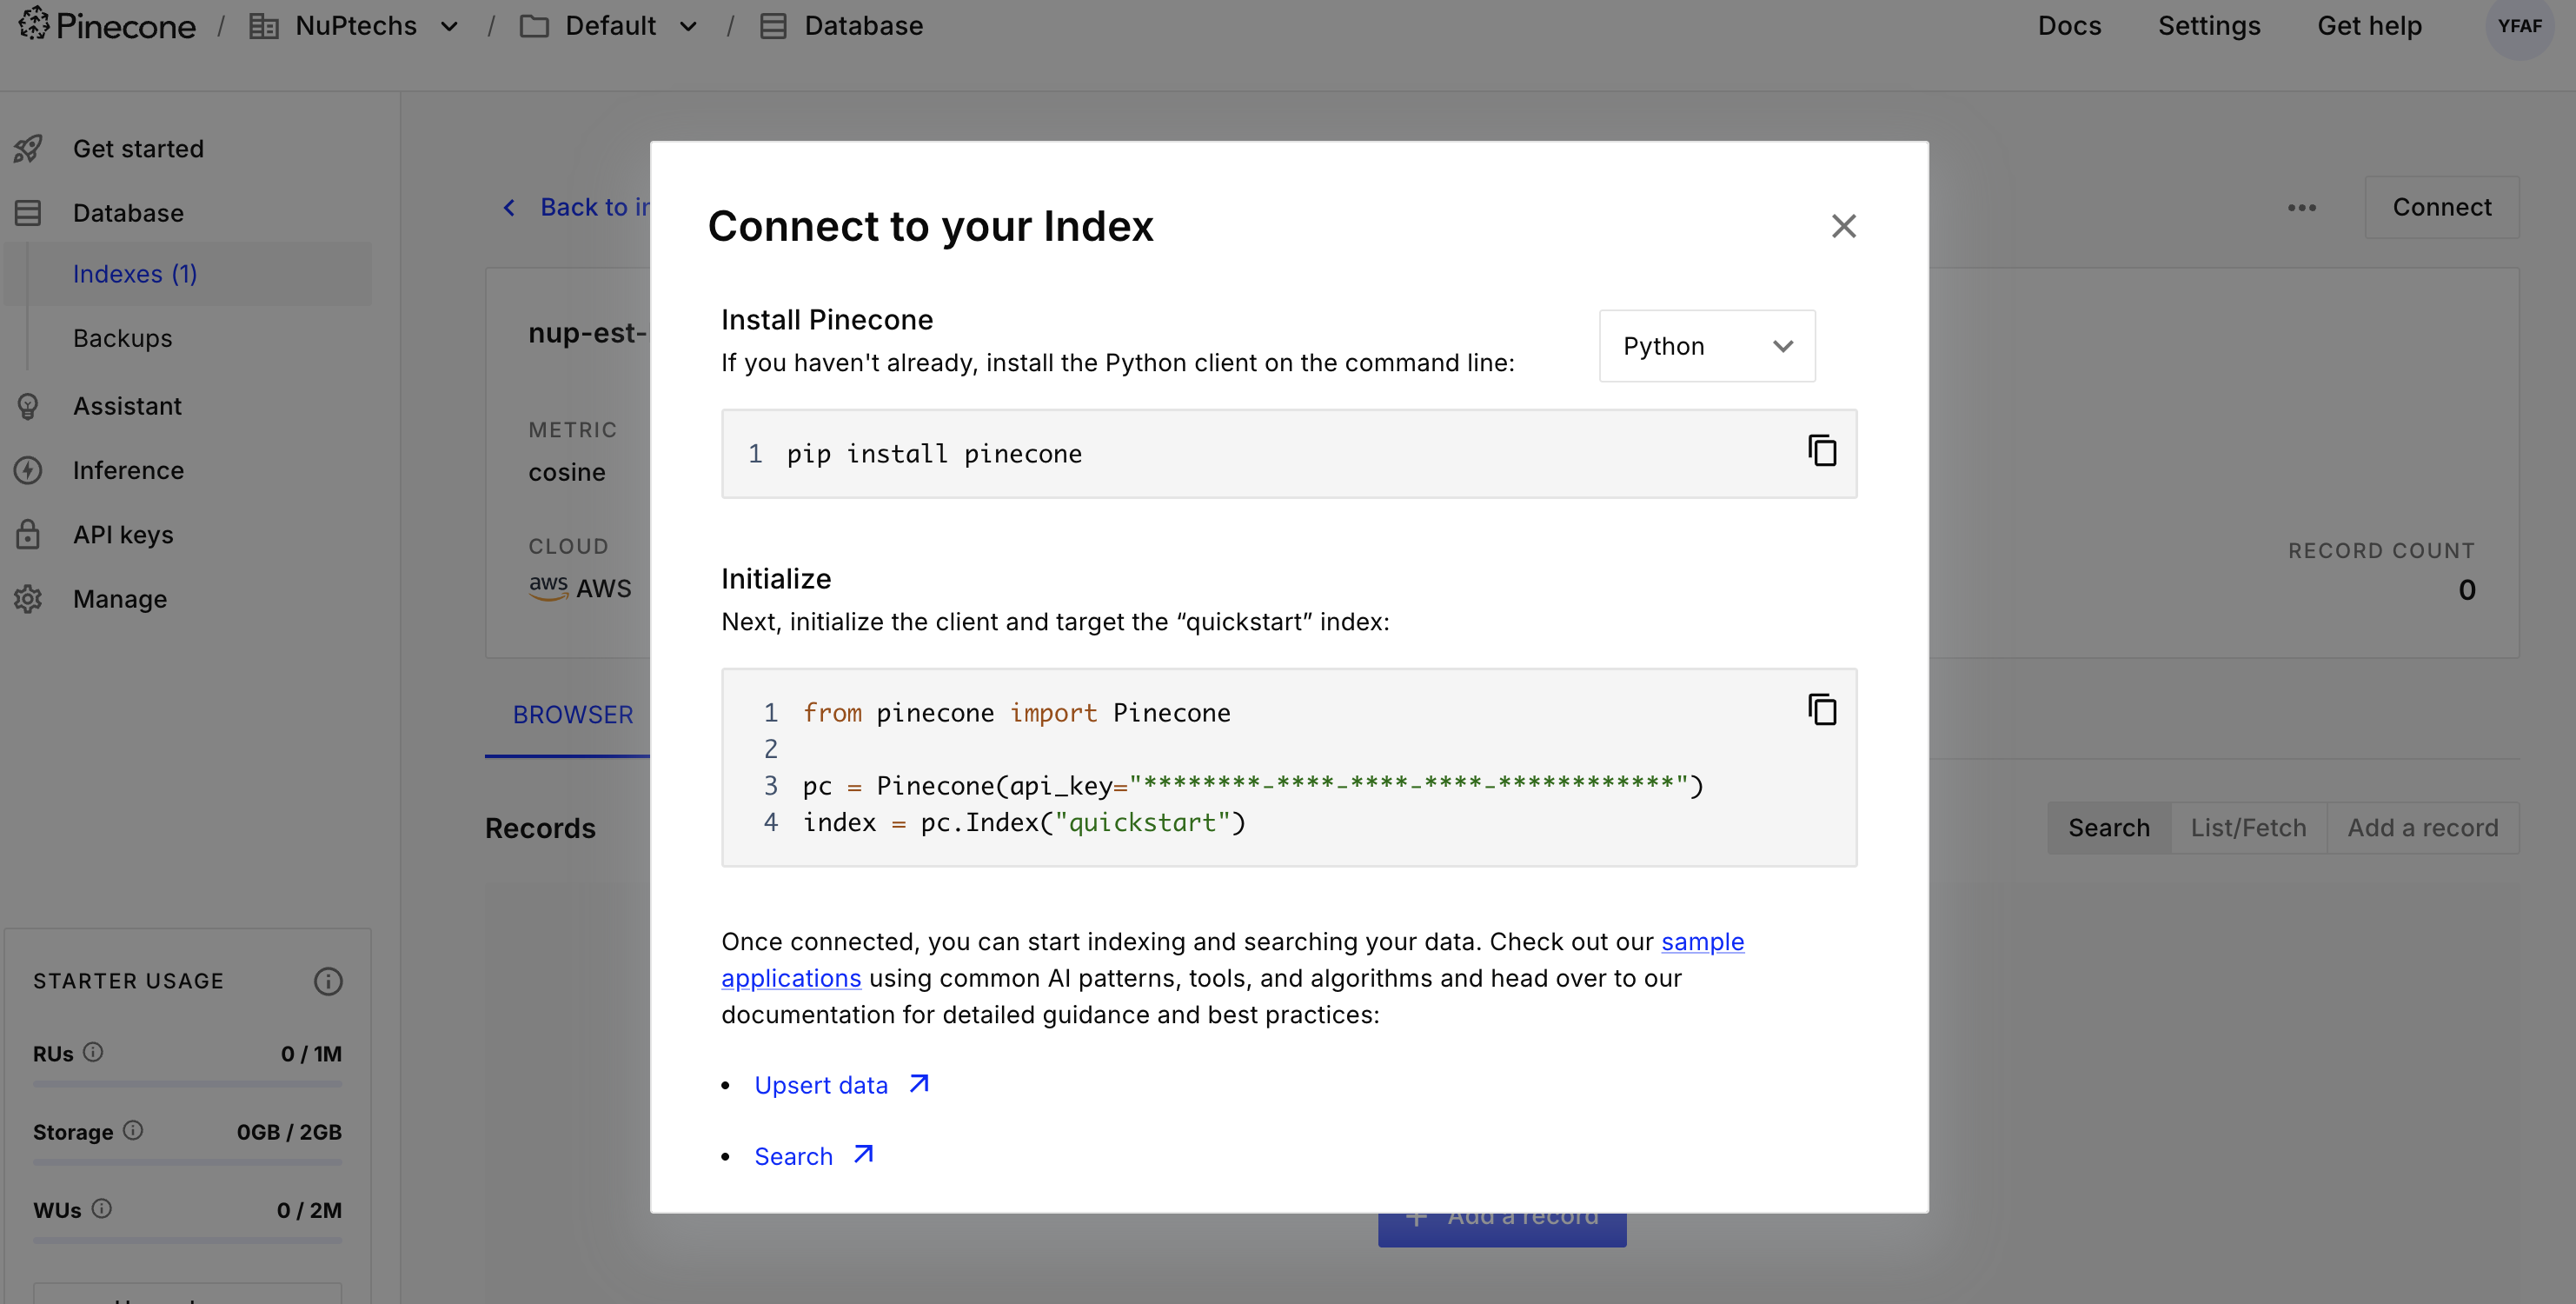 Pinecone / NuPtechs / Default / Database
Docs Settings Get help YFAF
Get started
Database
Indexes (1)
Backups
Assistant
Inference
API keys
Manage
STARTER USAGE
RUs 0 / 1M
Storage 0GB / 2GB
WUs 0 / 2M
Back to
Connect
nup-est-
METRIC
cosine
CLOUD
aws AWS
RECORD COUNT
0
BROWSER
Records
Search List/Fetch Add a record
Connect to your Index
Install Pinecone
If you haven't already, install the Python client on the command line:
Python
1 pip install pinecone
Initialize
Next, initialize the client and target the “quickstart” index:
1 from pinecone import Pinecone
2
3 pc = Pinecone(api_key="********-****-****-****-************")
4 index = pc.Index("quickstart")
Once connected, you can start indexing and searching your data. Check out our sample
applications using common AI patterns, tools, and algorithms and head over to our
documentation for detailed guidance and best practices:
• Upsert data
• Search
+ Add a record